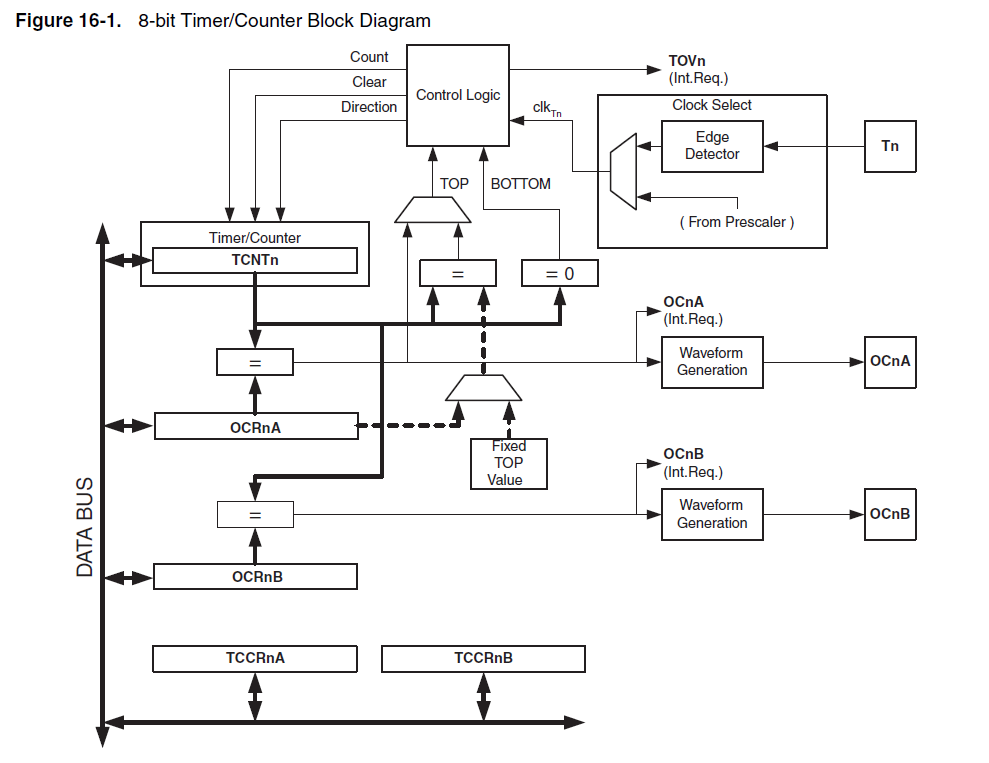 Figure 16-1. 8-bit Timer/Counter Block Diagram
Count
Clear
Direction
Control Logic
TOVn
(Int.Req.)
clkTn
Clock Select
Edge
Detector
Tn
( From Prescaler )
TOP
BOTTOM
Timer/Counter
TCNTn
=
= 0
OCnA
(Int.Req.)
=
Waveform
Generation
OCnA
OCRnA
Fixed
TOP
Value
OCnB
(Int.Req.)
=
Waveform
Generation
OCnB
DATA BUS
OCRnB
TCCRnA
TCCRnB